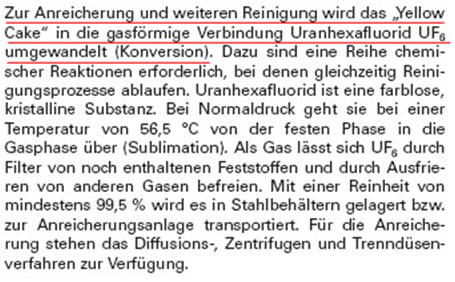 Zur Anreicherung und weiteren Reinigung wird das „Yellow
Cake“ in die gasförmige Verbindung Uranhexafluorid UF₆
umgewandelt (Konversion). Dazu sind eine Reihe chemi-
scher Reaktionen erforderlich, bei denen gleichzeitig Reini-
gungsprozesse ablaufen. Uranhexafluorid ist eine farblose,
kristalline Substanz. Bei Normaldruck geht sie bei einer
Temperatur von 56,5 °C von der festen Phase in die
Gasphase über (Sublimation). Als Gas lässt sich UF₆ durch
Filter von noch enthaltenen Feststoffen und durch Ausfrie-
ren von anderen Gasen befreien. Mit einer Reinheit von
mindestens 99,5 % wird es in Stahlbehältern gelagert bzw.
zur Anreicherungsanlage transportiert. Für die Anreiche-
rung stehen das Diffusions-, Zentrifugen und Trenndüsen-
verfahren zur Verfügung.